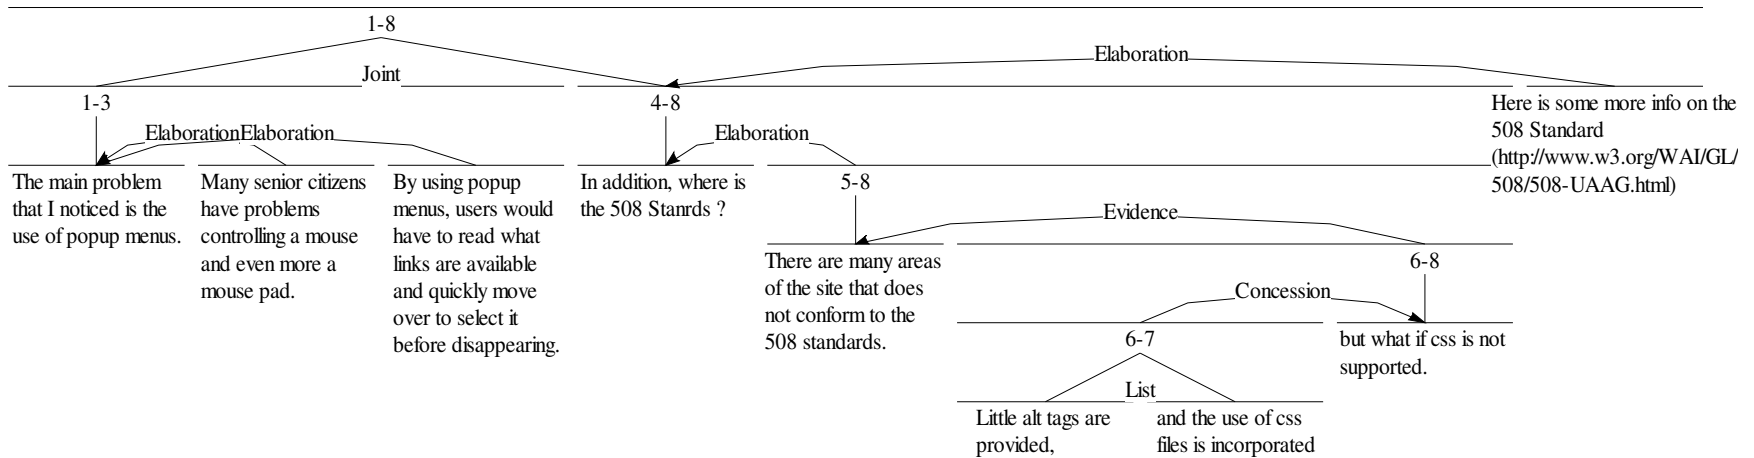 1-8
Joint
Elaboration
1-3
4-8
Here is some more info on the
508 Standard
(http://www.w3.org/WAI/GL/
508/508-UAAG.html)
Elaboration
Elaboration
Elaboration
The main problem
that I noticed is the
use of popup menus.
Many senior citizens
have problems
controlling a mouse
and even more a
mouse pad.
By using popup
menus, users would
have to read what
links are available
and quickly move
over to select it
before disappearing.
In addition, where is
the 508 Stanrds ?
5-8
Evidence
There are many areas
of the site that does
not conform to the
508 standards.
6-8
Concession
6-7
but what if css is not
supported.
List
Little alt tags are
provided,
and the use of css
files is incorporated